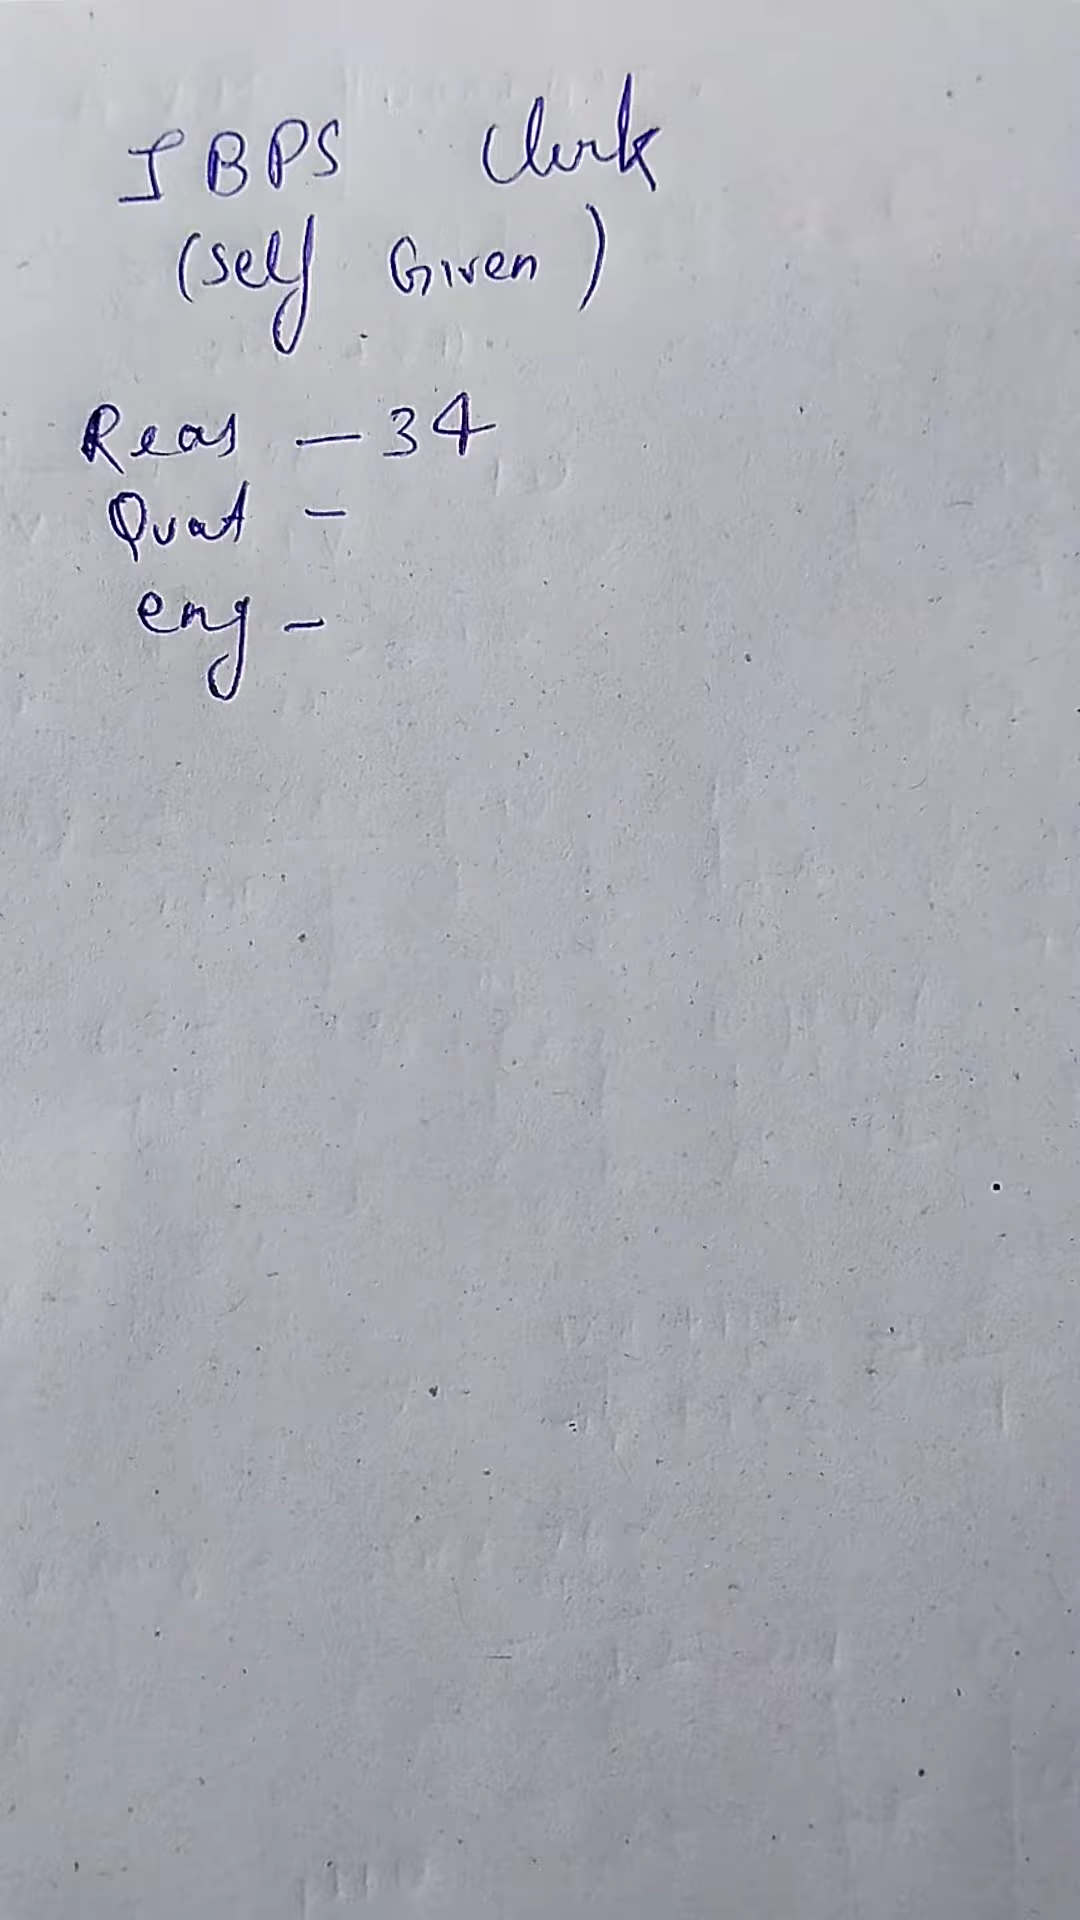 IBPS Clerk
(Self Given)
Reas — 34
Quat -
eng -